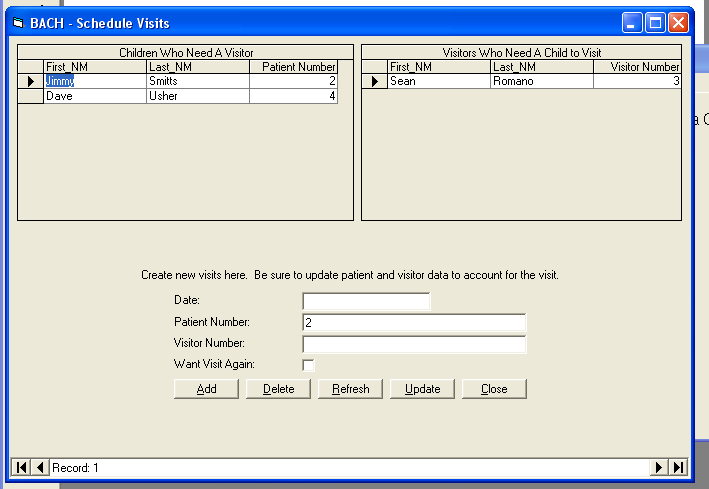 BACH - Schedule Visits
Children Who Need A Visitor
First_NM Last_NM Patient Number
Jimmy Smitts 2
Dave Usher 4
Visitors Who Need A Child to Visit
First_NM Last_NM Visitor Number
Sean Romano 3
a
Create new visits here. Be sure to update patient and visitor data to account for the visit.
Date:
Patient Number: 2
Visitor Number:
Want Visit Again:
Add Delete Refresh Update Close
Record: 1